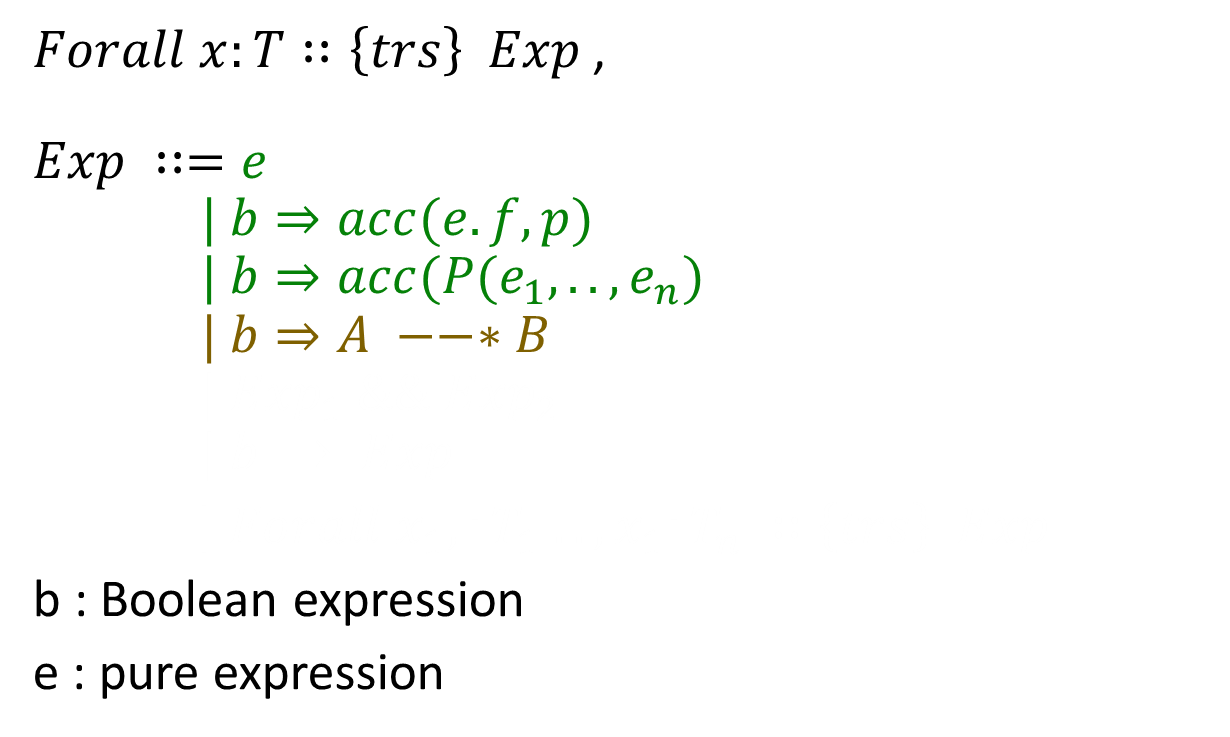 Forall x: T :: {trs} Exp ,
Exp ::= e
| b ⇒ acc(e. f, p)
| b ⇒ acc(P(e₁, . . , eₙ)
| b ⇒ A −−∗ B
b : Boolean expression
e : pure expression